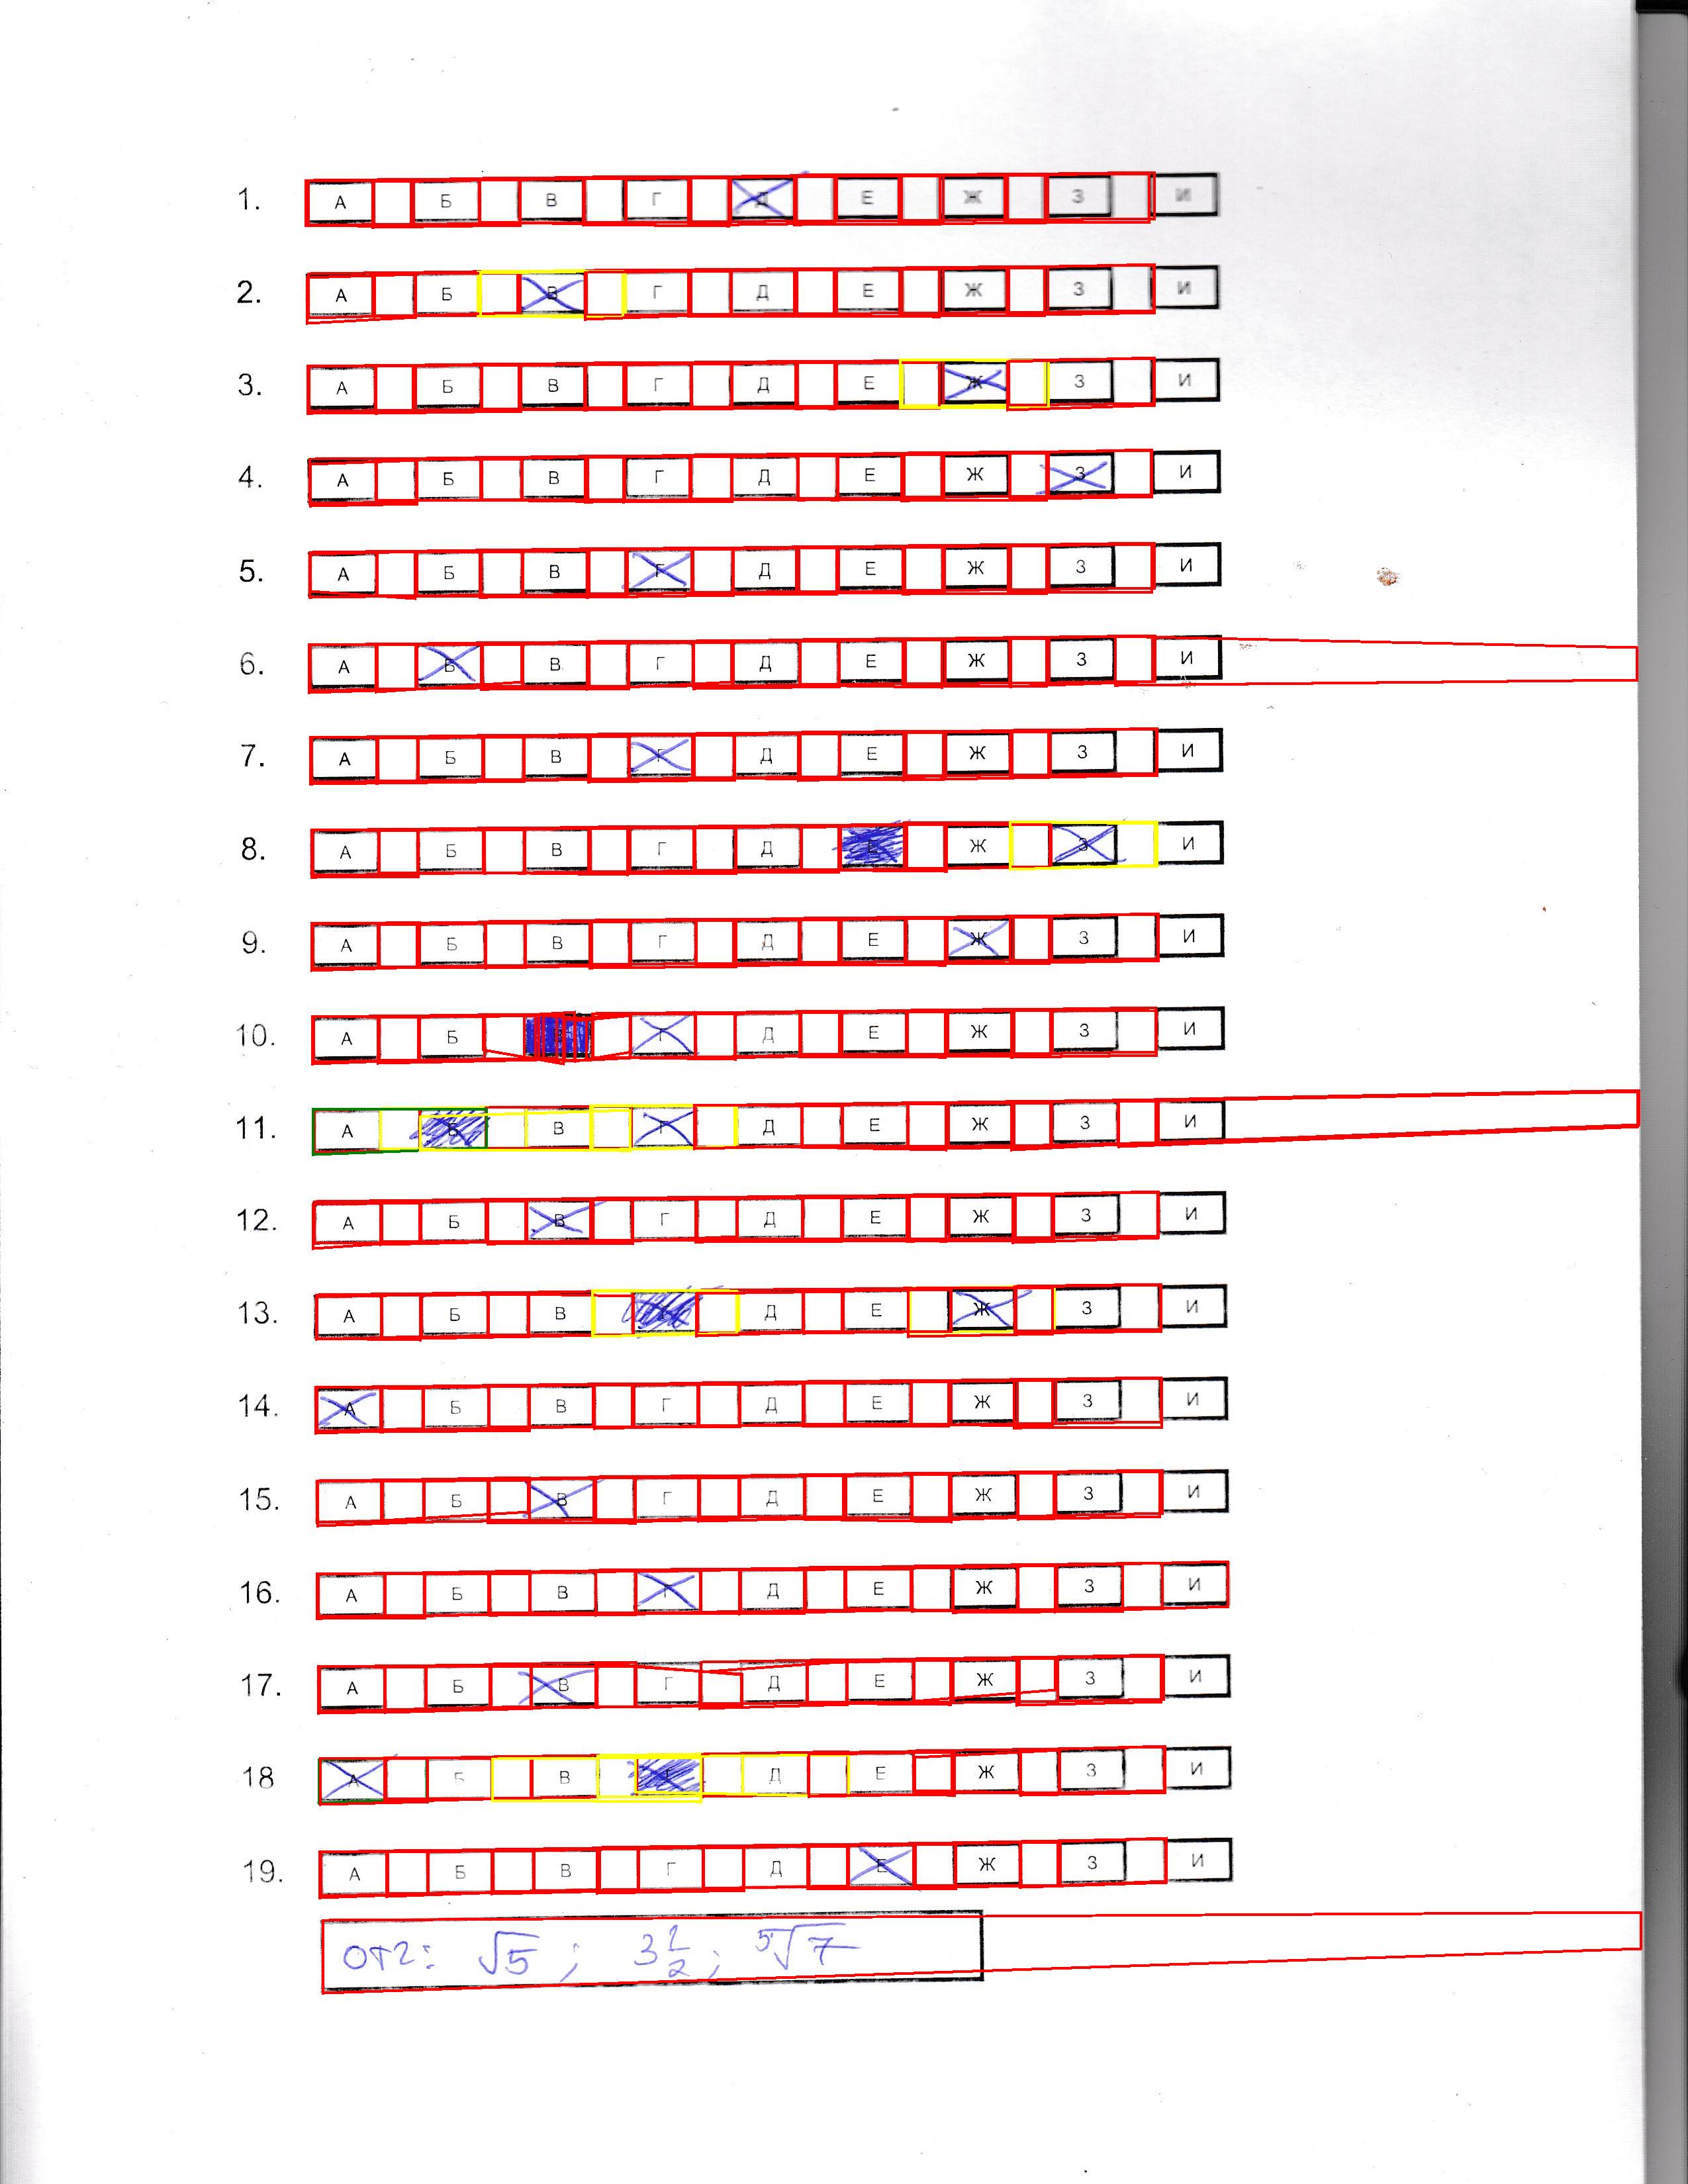 1. А Б В Г Д Е Ж З И
2. А Б В Г Д Е Ж З И
3. А Б В Г Д Е Ж З И
4. А Б В Г Д Е Ж З И
5. А Б В Г Д Е Ж З И
6. А Б В Г Д Е Ж З И
7. А Б В Г Д Е Ж З И
8. А Б В Г Д Е Ж З И
9. А Б В Г Д Е Ж З И
10. А Б Г Д Е Ж З И
11. А Б В Г Д Е Ж З И
12. А Б В Г Д Е Ж З И
13. А Б В Г Д Е Ж З И
14. А Б В Г Д Е Ж З И
15. А Б В Г Д Е Ж З И
16. А Б В Г Д Е Ж З И
17. А Б В Г Д Е Ж З И
18 А Б В Г Д Е Ж З И
19. А Б В Г Д Е Ж З И
отг: √5 ; 3 1/2 ; ⁵√7